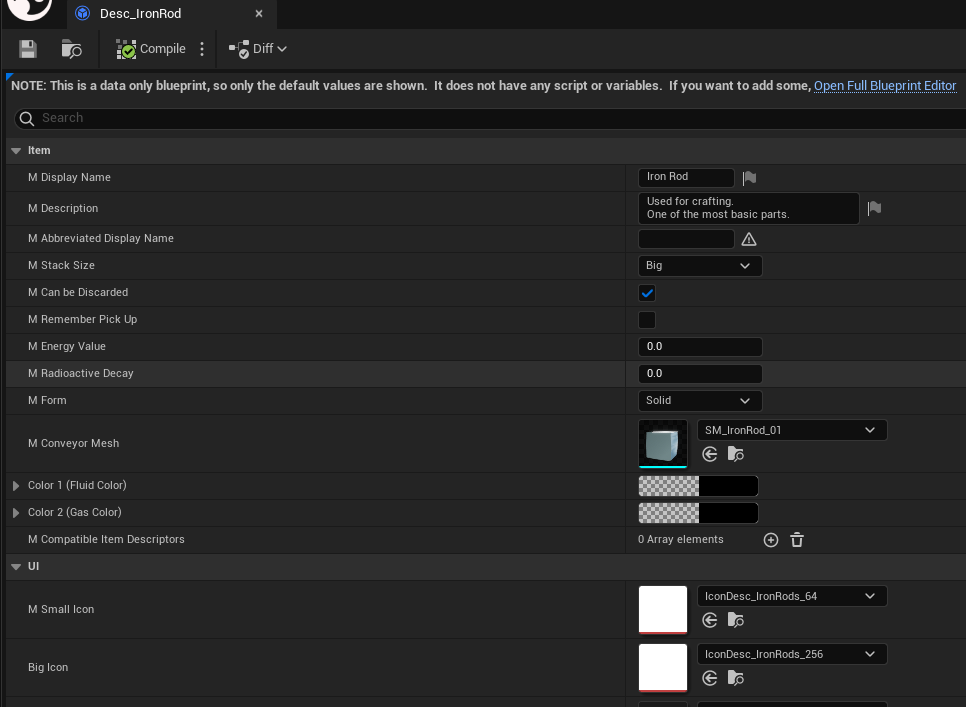 Desc_IronRod
Compile
Diff
NOTE: This is a data only blueprint, so only the default values are shown. It does not have any script or variables. If you want to add some, Open Full Blueprint Editor
Search
Item
M Display Name
Iron Rod
M Description
Used for crafting.
One of the most basic parts.
M Abbreviated Display Name
M Stack Size
Big
M Can be Discarded
M Remember Pick Up
M Energy Value
0.0
M Radioactive Decay
0.0
M Form
Solid
M Conveyor Mesh
SM_IronRod_01
Color 1 (Fluid Color)
Color 2 (Gas Color)
M Compatible Item Descriptors
0 Array elements
UI
M Small Icon
IconDesc_IronRods_64
Big Icon
IconDesc_IronRods_256